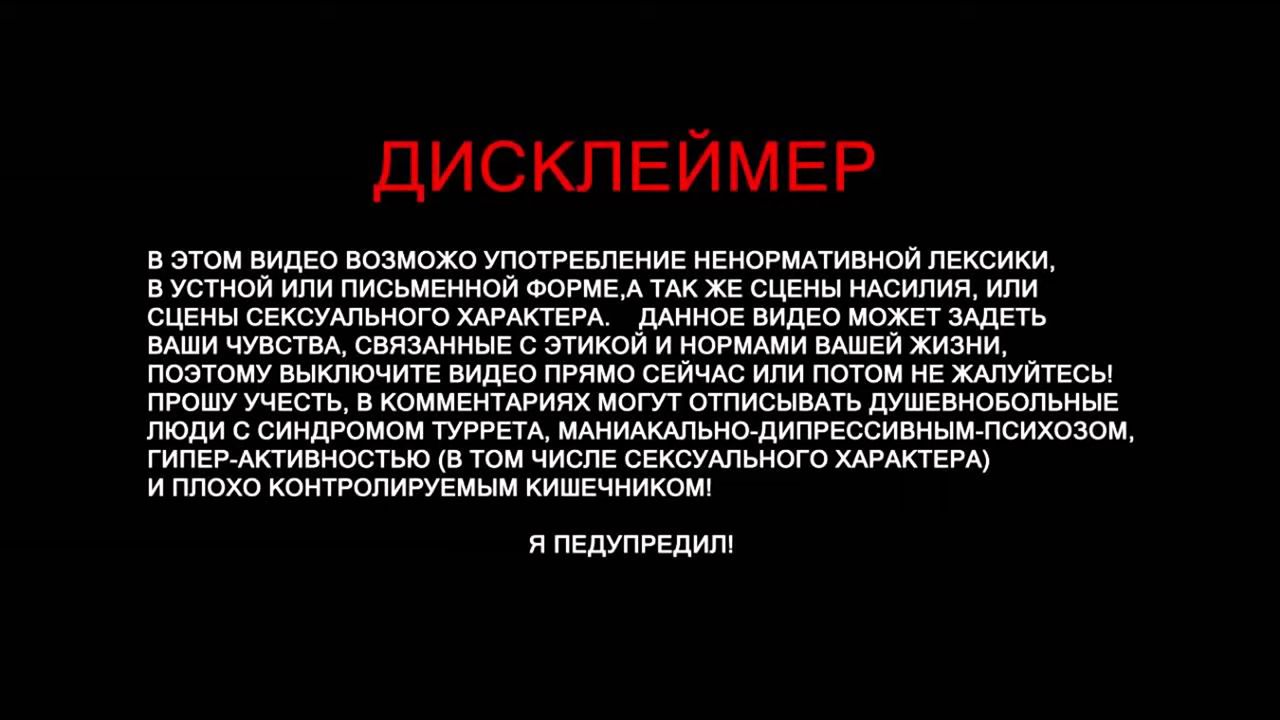 ДИСКЛЕЙМЕР
В ЭТОМ ВИДЕО ВОЗМОЖО УПОТРЕБЛЕНИЕ НЕНОРМАТИВНОЙ ЛЕКСИКИ,
В УСТНОЙ ИЛИ ПИСЬМЕННОЙ ФОРМЕ,А ТАК ЖЕ СЦЕНЫ НАСИЛИЯ, ИЛИ
СЦЕНЫ СЕКСУАЛЬНОГО ХАРАКТЕРА. ДАННОЕ ВИДЕО МОЖЕТ ЗАДЕТЬ
ВАШИ ЧУВСТВА, СВЯЗАННЫЕ С ЭТИКОЙ И НОРМАМИ ВАШЕЙ ЖИЗНИ,
ПОЭТОМУ ВЫКЛЮЧИТЕ ВИДЕО ПРЯМО СЕЙЧАС ИЛИ ПОТОМ НЕ ЖАЛУЙТЕСЬ!
ПРОШУ УЧЕСТЬ, В КОММЕНТАРИЯХ МОГУТ ОТПИСЫВАТЬ ДУШЕВНОБОЛЬНЫЕ
ЛЮДИ С СИНДРОМОМ ТУРРЕТА, МАНИАКАЛЬНО-ДИПРЕССИВНЫМ-ПСИХОЗОМ,
ГИПЕР-АКТИВНОСТЬЮ (В ТОМ ЧИСЛЕ СЕКСУАЛЬНОГО ХАРАКТЕРА)
И ПЛОХО КОНТРОЛИРУЕМЫМ КИШЕЧНИКОМ!
Я ПЕДУПРЕДИЛ!